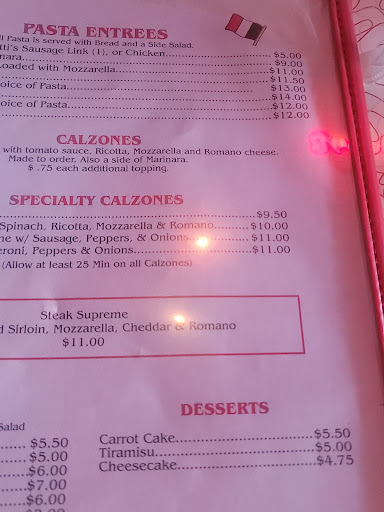 PASTA ENTREES
Pasta is served with Bread and a Side Salad.
Sausage Link (1), or Chicken.................... $5.00
....................$9.00
Loaded with Mozzarella....................$11.00
....................$11.50
oice of Pasta....................$13.00
....................$14.00
oice of Pasta....................$12.00
....................$12.00
CALZONES
with tomato sauce, Ricotta, Mozzarella and Romano cheese.
Made to order. Also a side of Marinara.
$ .75 each additional topping.
SPECIALTY CALZONES
....................$9.50
Spinach, Ricotta, Mozzarella & Romano..........$10.00
w/ Sausage, Peppers, & Onions.............. $11.00
eroni, Peppers & Onions....................$11.00
(Allow at least 25 Min on all Calzones)
Steak Supreme
d Sirloin, Mozzarella, Cheddar & Romano
$11.00
DESSERTS
Salad
.....$5.50
.....$5.00
.....$6.00
.....$7.00
.....$6.00
Carrot Cake....................$5.50
Tiramisu....................$5.00
Cheesecake....................$4.75